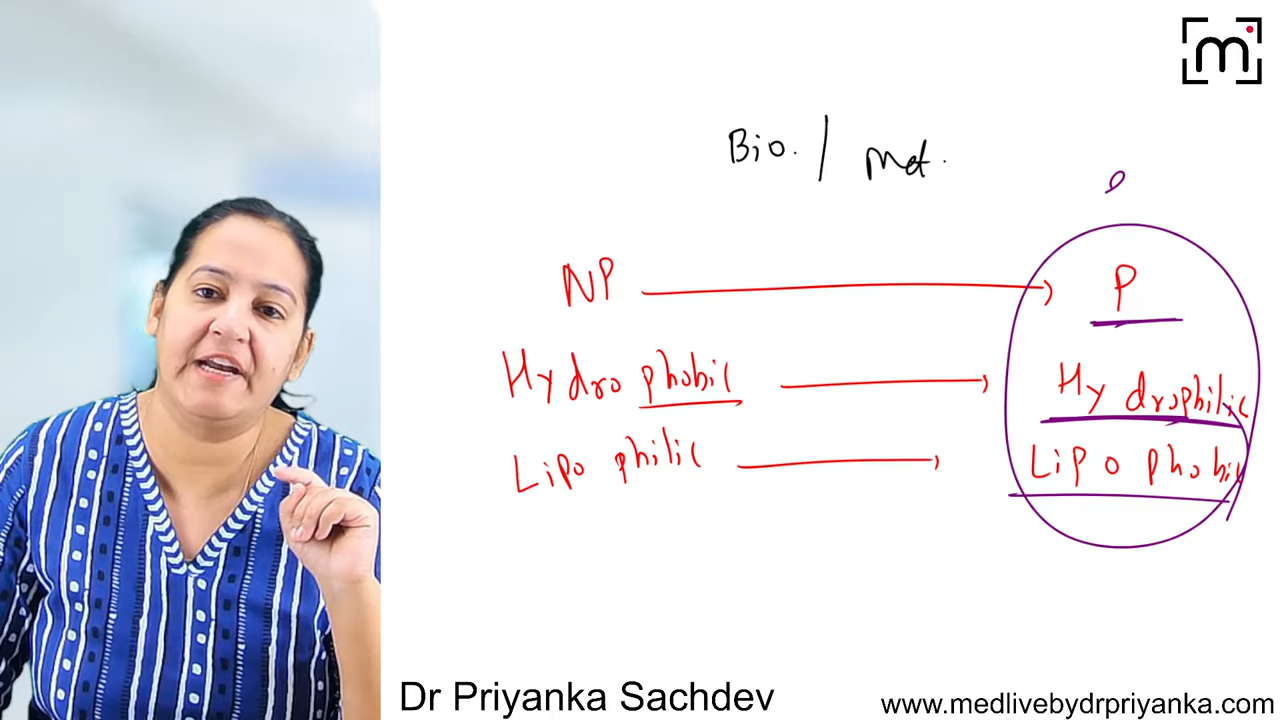 m
Bio. / Met.
NP → P
Hydrophobic → Hydrophilic
Lipophilic → Lipophobic
Dr Priyanka Sachdev
www.medlivebydrpriyanka.com